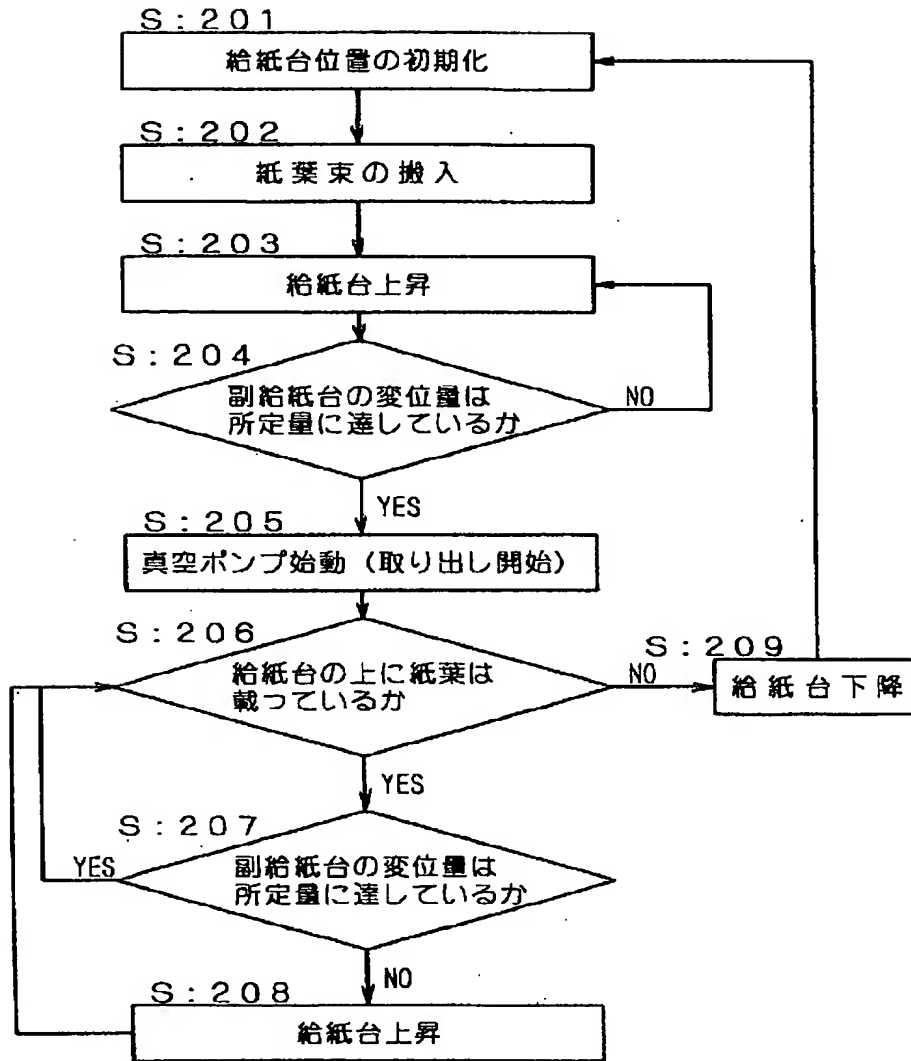 S:201
給紙台位置の初期化
S:202
紙葉束の搬入
S:203
給紙台上昇
S:204
副給紙台の変位量は
所定量に達しているか
NO
YES
S:205
真空ポンプ始動(取り出し開始)
S:206
給紙台の上に紙葉は
載っているか
NO
S:209
給紙台下降
YES
S:207
副給紙台の変位量は
所定量に達しているか
YES
NO
S:208
給紙台上昇